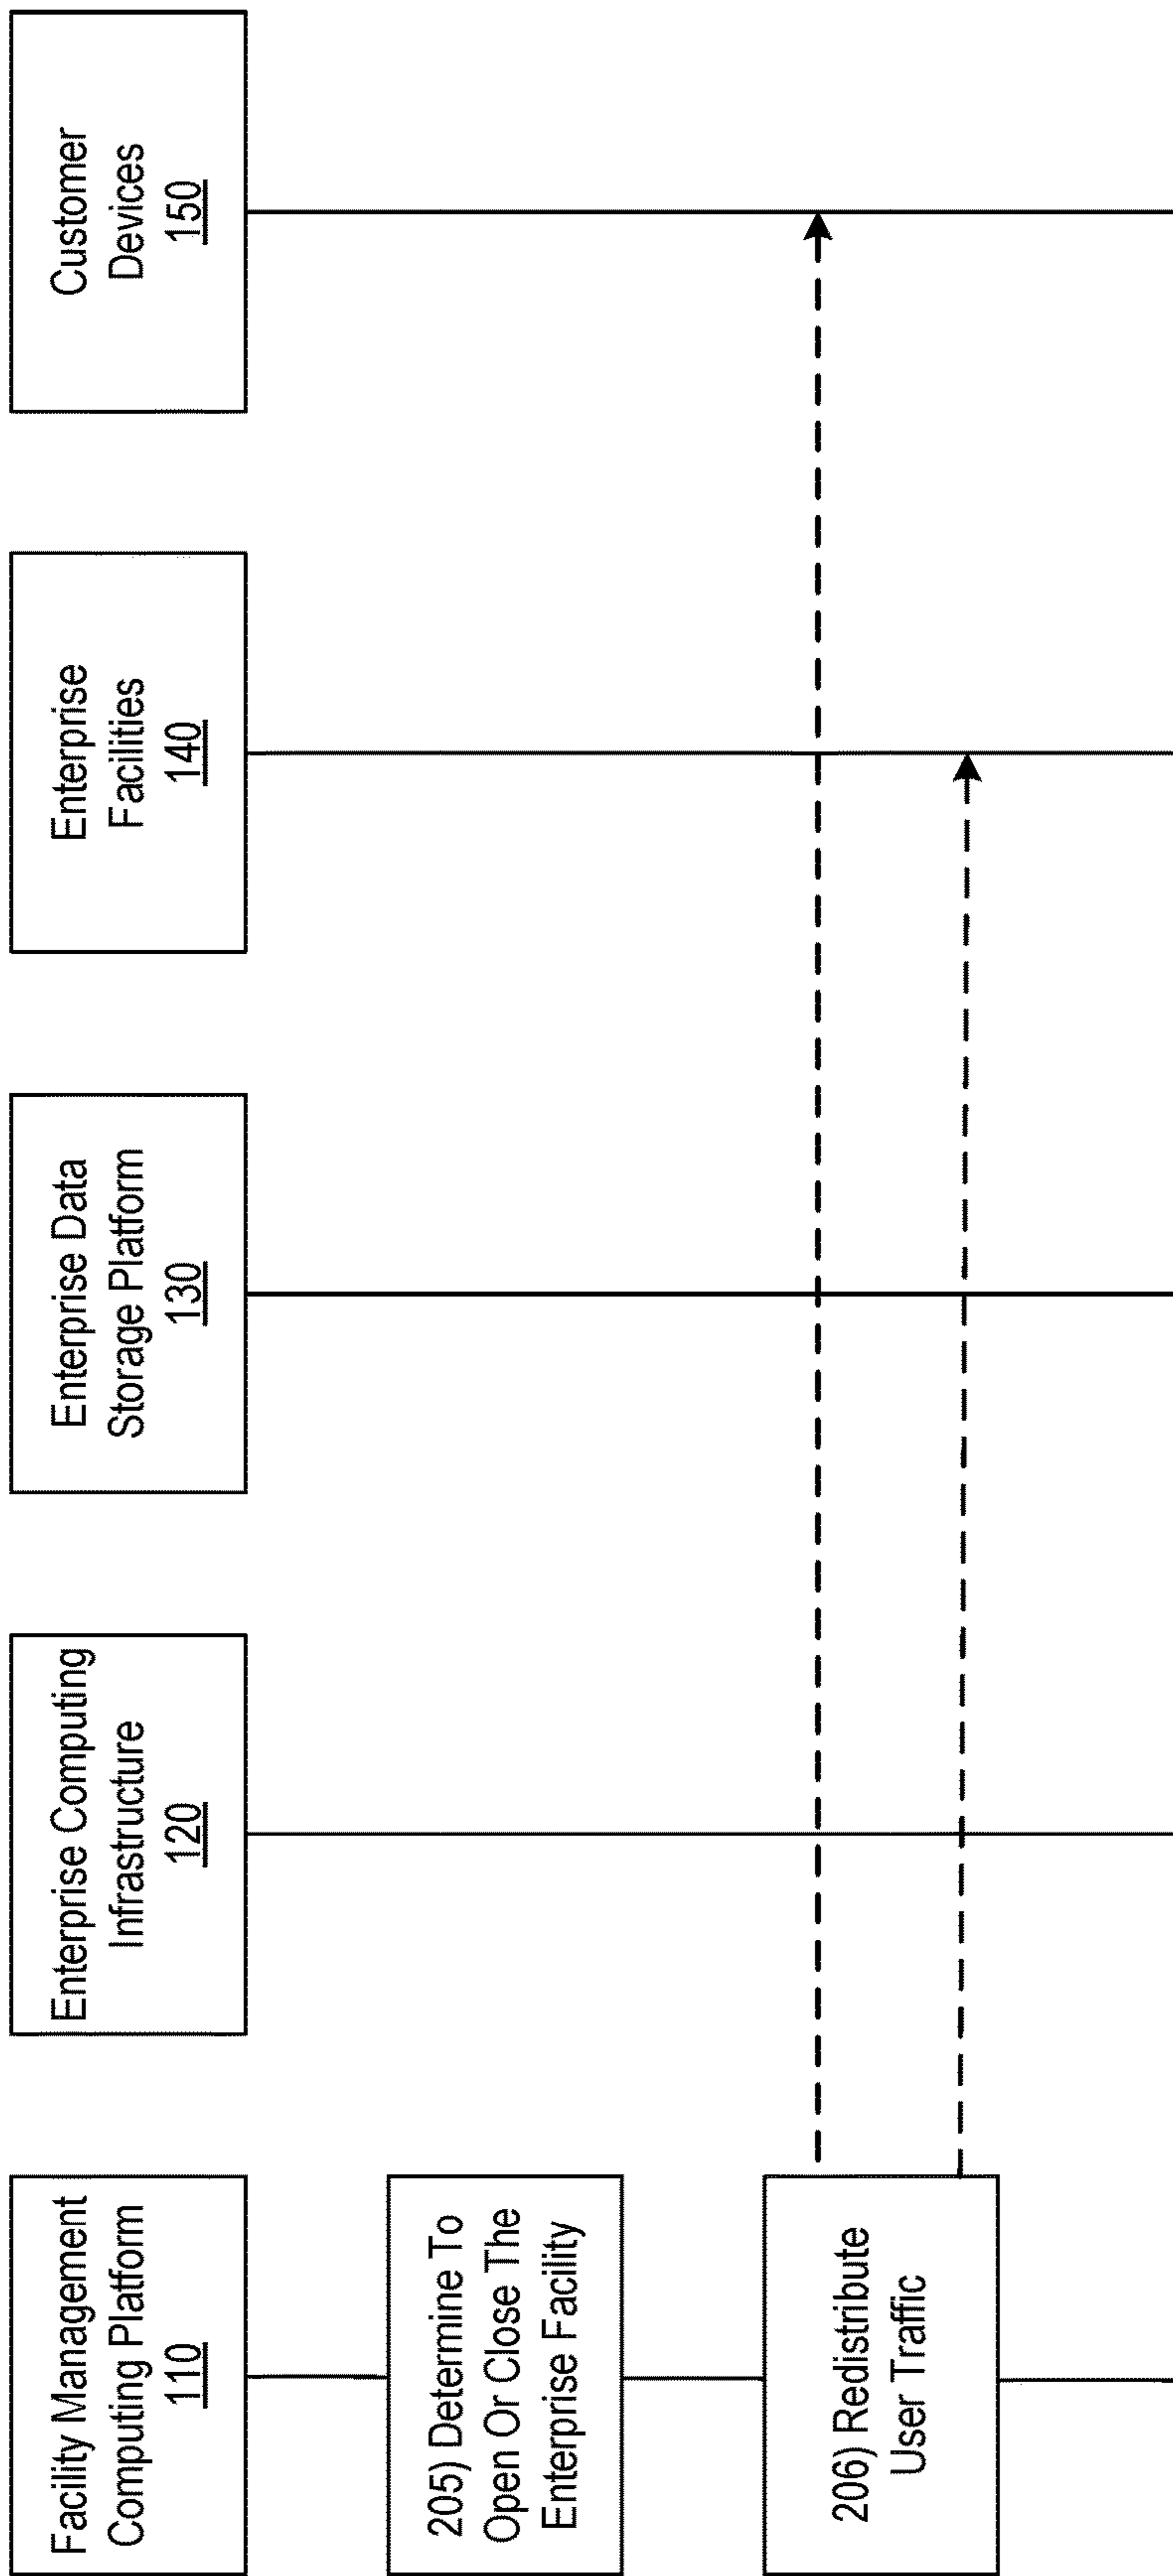 Facility Management
Computing Platform
110
Enterprise Computing
Infrastructure
120
Enterprise Data
Storage Platform
130
Enterprise
Facilities
140
Customer
Devices
150
205) Determine To
Open Or Close The
Enterprise Facility
206) Redistribute
User Traffic